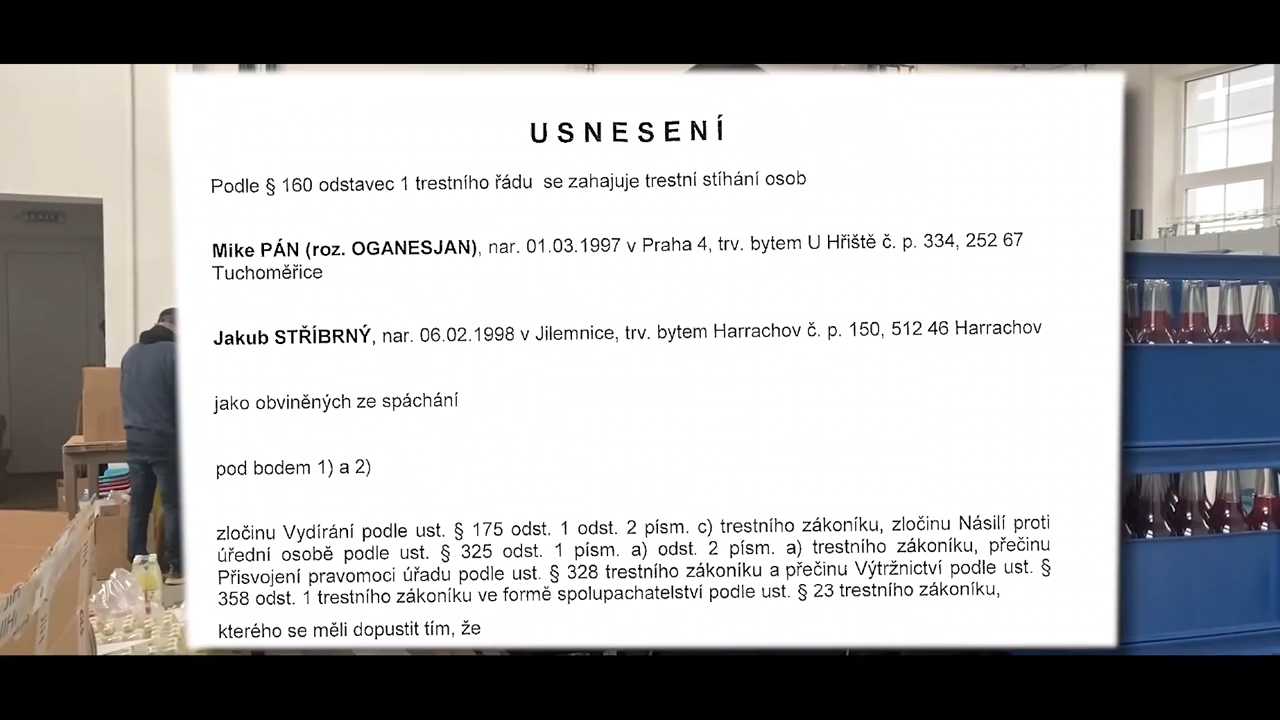 USNESENÍ
Podle § 160 odstavec 1 trestního řádu se zahajuje trestní stíhání osob
Mike PÁN (roz. OGANESJAN), nar. 01.03.1997 v Praha 4, trv. bytem U Hřiště č. p. 334, 252 67
Tuchoměřice
Jakub STŘÍBRNÝ, nar. 06.02.1998 v Jilemnice, trv. bytem Harrachov č. p. 150, 512 46 Harrachov
jako obviněných ze spáchání
pod bodem 1) a 2)
zločinu Vydírání podle ust. § 175 odst. 1 odst. 2 písm. c) trestního zákoníku, zločinu Násilí proti
úřední osobě podle ust. § 325 odst. 1 písm. a) odst. 2 písm. a) trestního zákoníku, přečinu
Přisvojení pravomoci úřadu podle ust. § 328 trestního zákoníku a přečinu Výtržnictví podle ust. §
358 odst. 1 trestního zákoníku ve formě spolupachatelství podle ust. § 23 trestního zákoníku,
kterého se měli dopustit tím, že